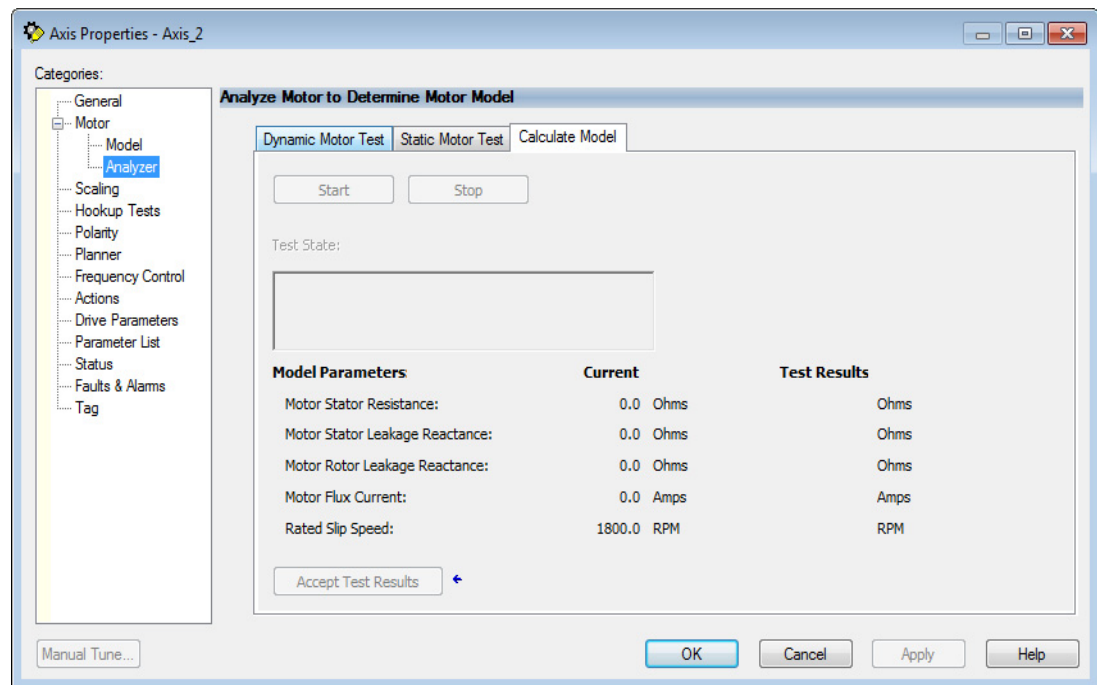 Axis Properties - Axis_2
Categories:
General
Motor
Model
Analyzer
Scaling
Hookup Tests
Polarity
Planner
Frequency Control
Actions
Drive Parameters
Parameter List
Status
Faults & Alarms
Tag
Analyze Motor to Determine Motor Model
Dynamic Motor Test Static Motor Test Calculate Model
Start Stop
Test State:
Model Parameters: Current Test Results
Motor Stator Resistance: 0.0 Ohms Ohms
Motor Stator Leakage Reactance: 0.0 Ohms Ohms
Motor Rotor Leakage Reactance: 0.0 Ohms Ohms
Motor Flux Current: 0.0 Amps Amps
Rated Slip Speed: 1800.0 RPM RPM
Accept Test Results
Manual Tune... OK Cancel Apply Help